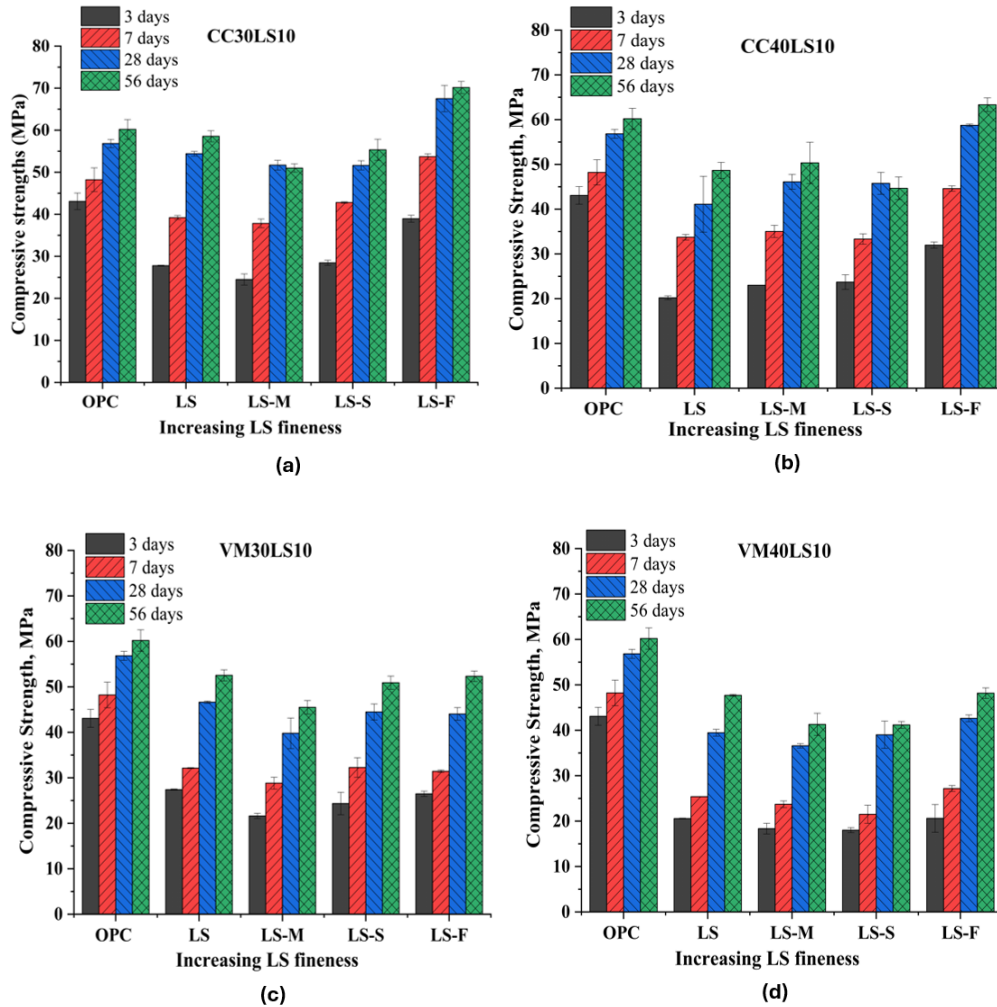 3 days
7 days
28 days
56 days
CC30LS10
Compressive strengths (MPa)
80
70
60
50
40
30
20
10
0
OPC LS LS-M LS-S LS-F
Increasing LS fineness
(a)
3 days
7 days
28 days
56 days
CC40LS10
Compressive Strength, MPa
80
70
60
50
40
30
20
10
0
OPC LS LS-M LS-S LS-F
Increasing LS fineness
(b)
3 days
7 days
28 days
56 days
VM30LS10
Compressive Strength, MPa
80
70
60
50
40
30
20
10
0
OPC LS LS-M LS-S LS-F
Increasing LS fineness
(c)
3 days
7 days
28 days
56 days
VM40LS10
Compressive Strength, MPa
80
70
60
50
40
30
20
10
0
OPC LS LS-M LS-S LS-F
Increasing LS fineness
(d)